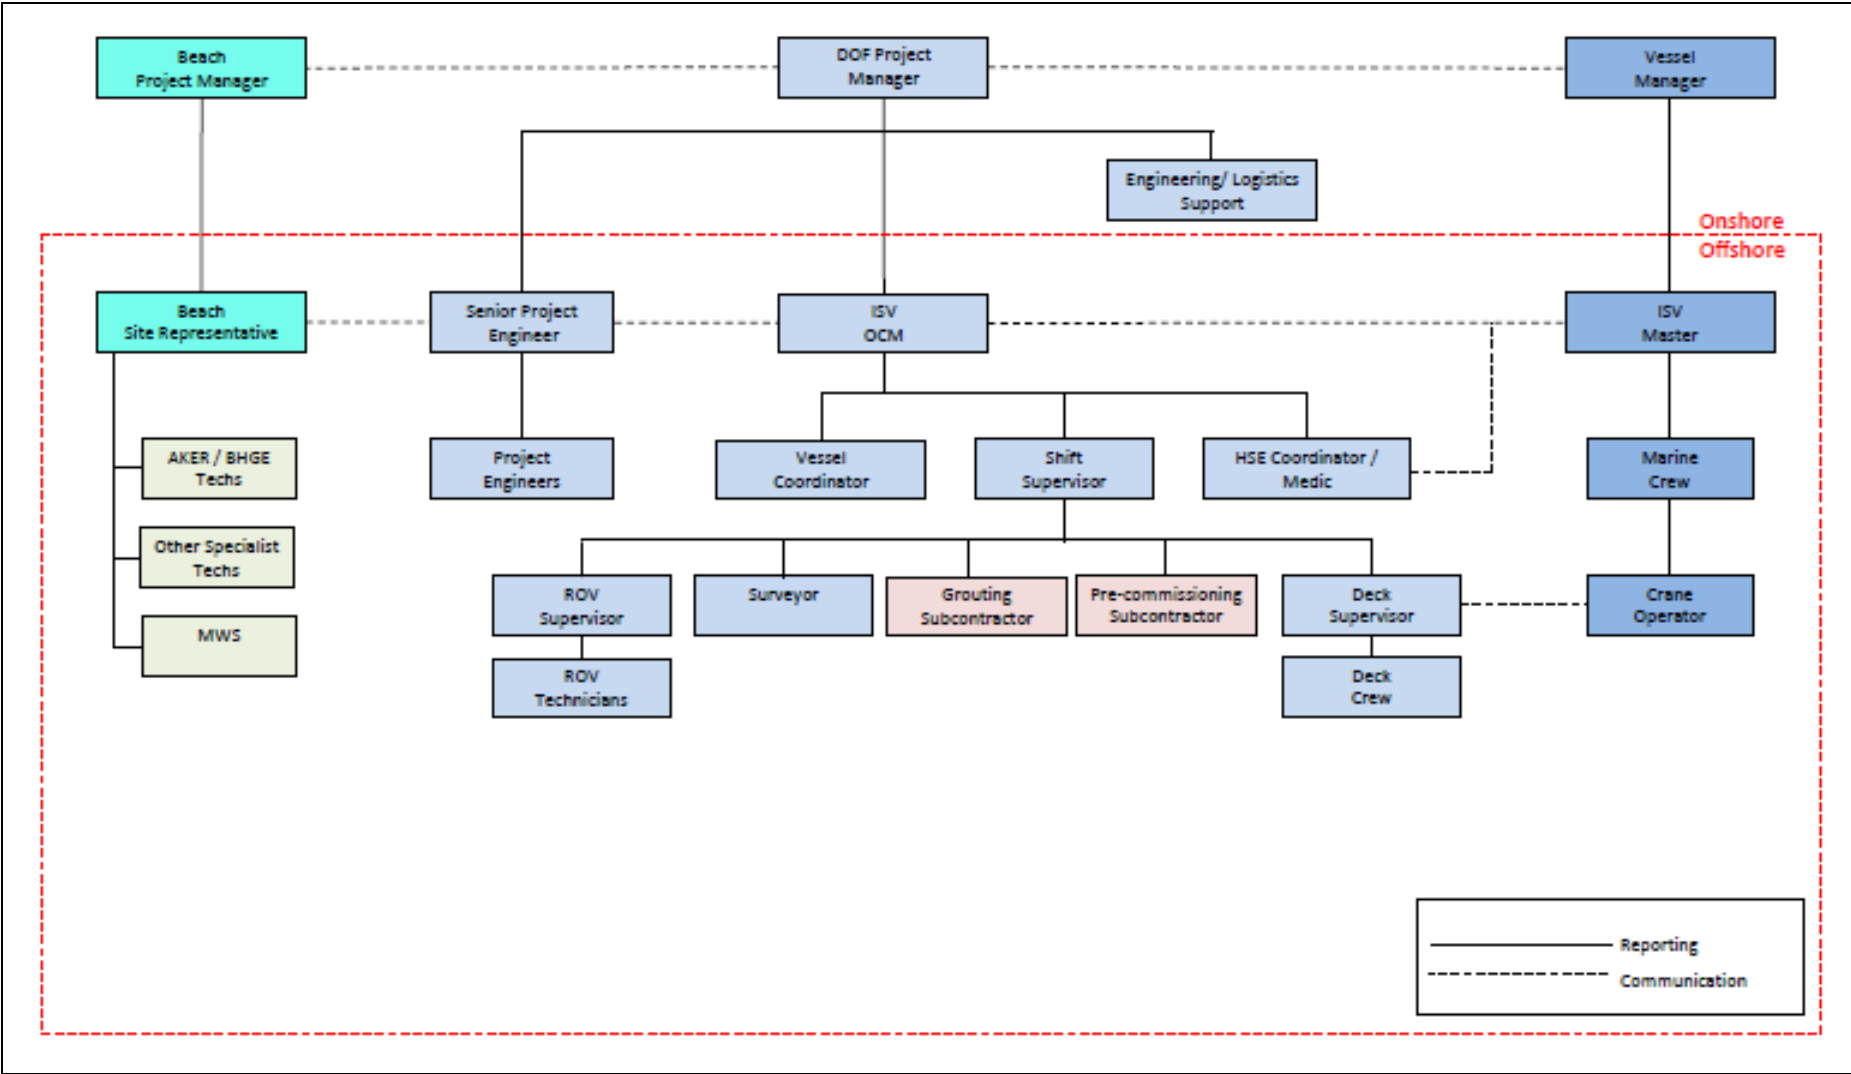 Beach
Project Manager
DOF Project
Manager
Vessel
Manager
Engineering/ Logistics
Support
Onshore
Offshore
Beach
Site Representative
Senior Project
Engineer
ISV
OCM
ISV
Master
AKER / BHGE
Techs
Project
Engineers
Vessel
Coordinator
Shift
Supervisor
HSE Coordinator /
Medic
Marine
Crew
Other Specialist
Techs
ROV
Supervisor
Surveyor
Grouting
Subcontractor
Pre-commissioning
Subcontractor
Deck
Supervisor
Crane
Operator
MWS
ROV
Technicians
Deck
Crew
Reporting
Communication